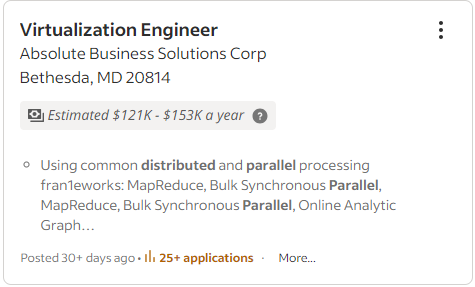 Virtualization Engineer
Absolute Business Solutions Corp
Bethesda, MD 20814
Estimated $121K - $153K a year ?
Using common distributed and parallel processing
fran1eworks: MapReduce, Bulk Synchronous Parallel,
MapReduce, Bulk Synchronous Parallel, Online Analytic
Graph…
Posted 30+ days ago • 25+ applications · More...